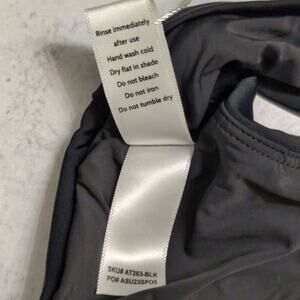 Rinse immediately
after use
Hand wash cold
Dry flat in shade
Do not bleach
Do not iron
Do not tumble dry
SKU# AT263-BLK
PO# ASU23SP05